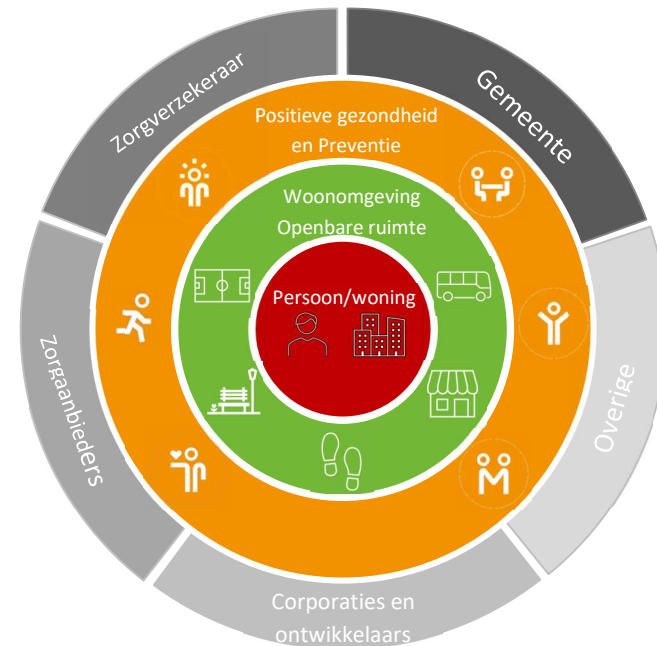 Zorgverzekeraar
Gemeente
Positieve gezondheid
en Preventie
Woonomgeving
Openbare ruimte
Persoon/woning
Zorgaanbieders
Overige
Corporaties en
ontwikkelaars